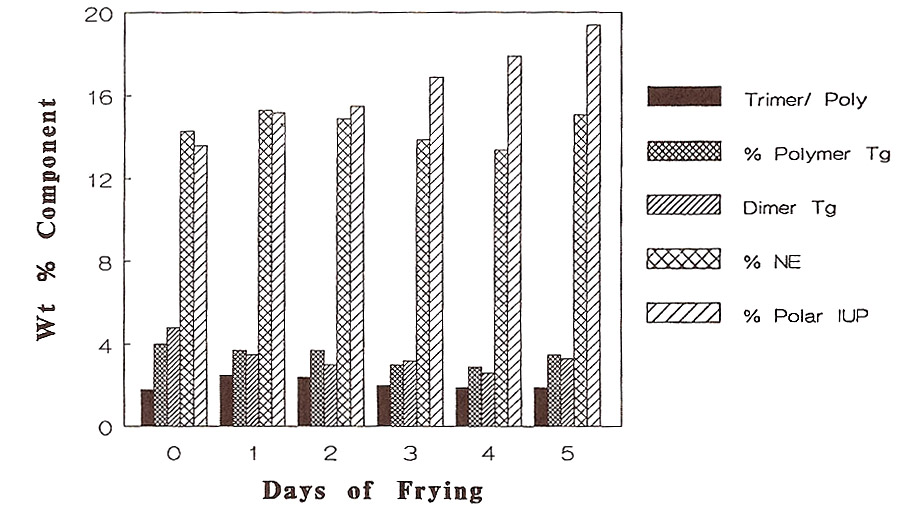 20
16
12
8
4
0
Wt % Component
0 1 2 3 4 5
Days of Frying
Trimer/ Poly
% Polymer Tg
Dimer Tg
% NE
% Polar IUP